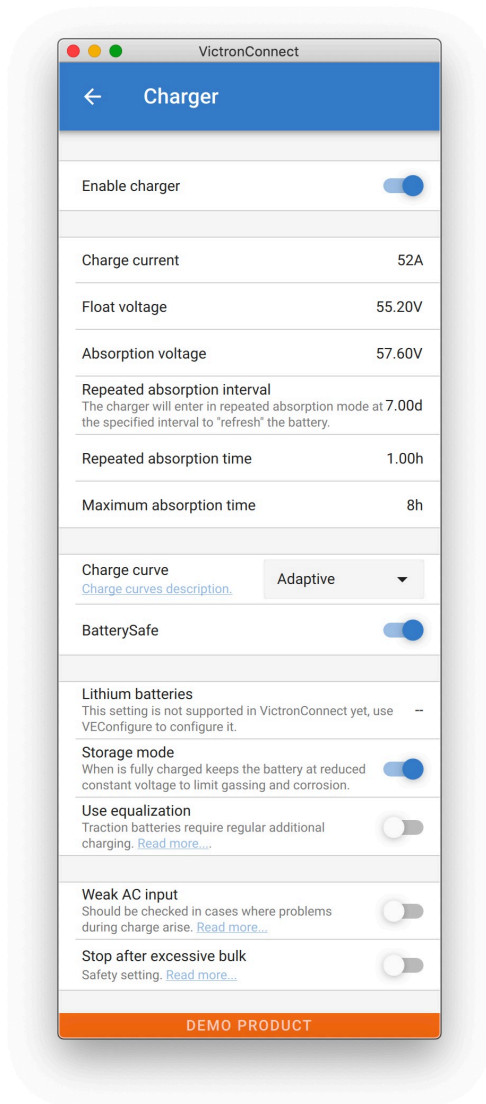 VictronConnect
Charger
Enable charger
Charge current 52A
Float voltage 55.20V
Absorption voltage 57.60V
Repeated absorption interval
The charger will enter in repeated absorption mode at 7.00d
the specified interval to "refresh" the battery.
Repeated absorption time 1.00h
Maximum absorption time 8h
Charge curve
Charge curves description.
Adaptive
BatterySafe
Lithium batteries
This setting is not supported in VictronConnect yet, use --
VEConfigure to configure it.
Storage mode
When is fully charged keeps the battery at reduced
constant voltage to limit gassing and corrosion.
Use equalization
Traction batteries require regular additional
charging. Read more....
Weak AC input
Should be checked in cases where problems
during charge arise. Read more...
Stop after excessive bulk
Safety setting. Read more...
DEMO PRODUCT